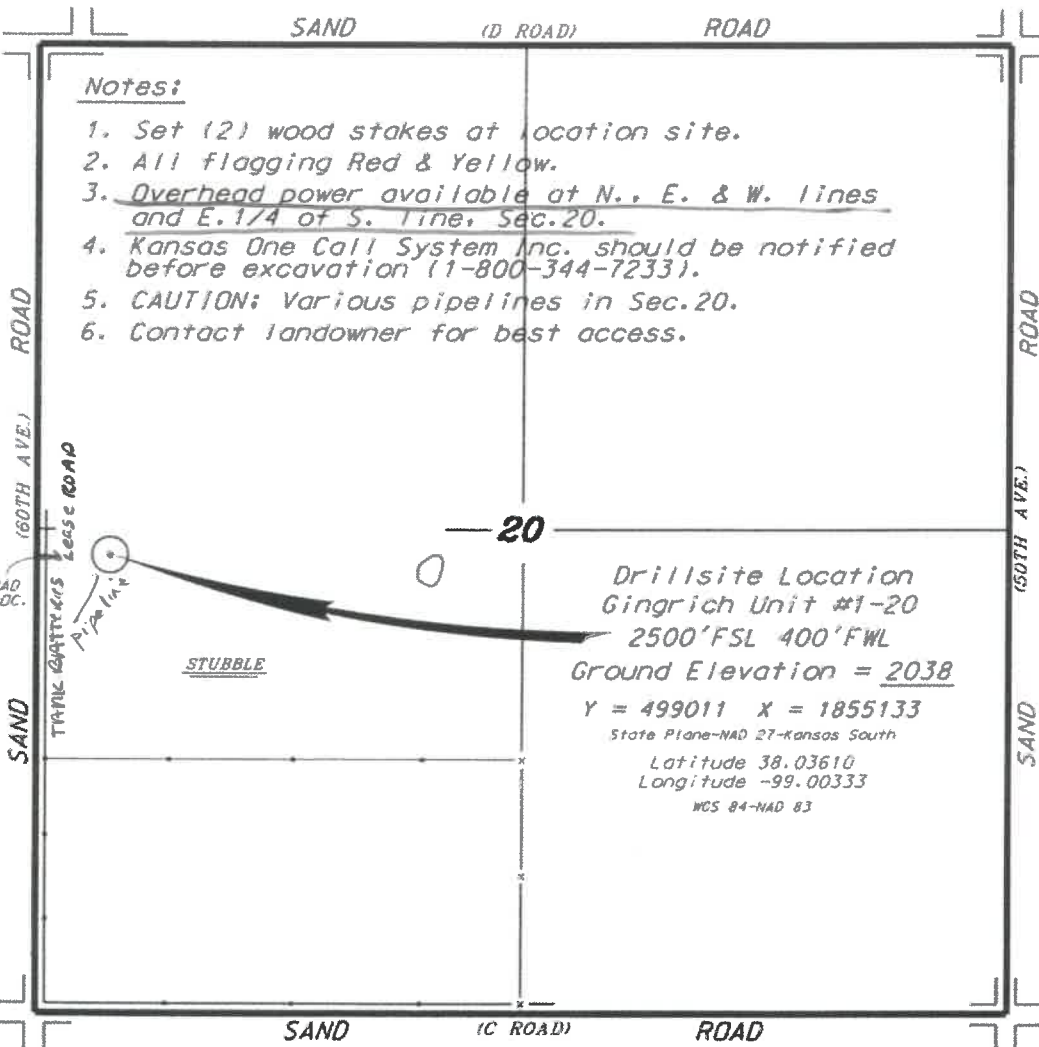 SAND (D ROAD) ROAD
Notes:
1. Set (2) wood stakes at location site.
2. All flagging Red & Yellow.
3. Overhead power available at N., E. & W. lines
and E.1/4 of S. line, Sec.20.
4. Kansas One Call System Inc. should be notified
before excavation (1-800-344-7233).
5. CAUTION: Various pipelines in Sec.20.
6. Contact landowner for best access.
ROAD
(60TH AVE.)
SAND
Lease ROAD
TANK BATTERIES
Pipeline
STUBBLE
20
Drillsite Location
Gingrich Unit #1-20
2500'FSL 400'FWL
Ground Elevation = 2038
Y = 499011 X = 1855133
State Plane-NAD 27-Kansas South
Latitude 38.03610
Longitude -99.00333
WGS 84-NAD 83
ROAD
(50TH AVE.)
SAND
SAND (C ROAD) ROAD